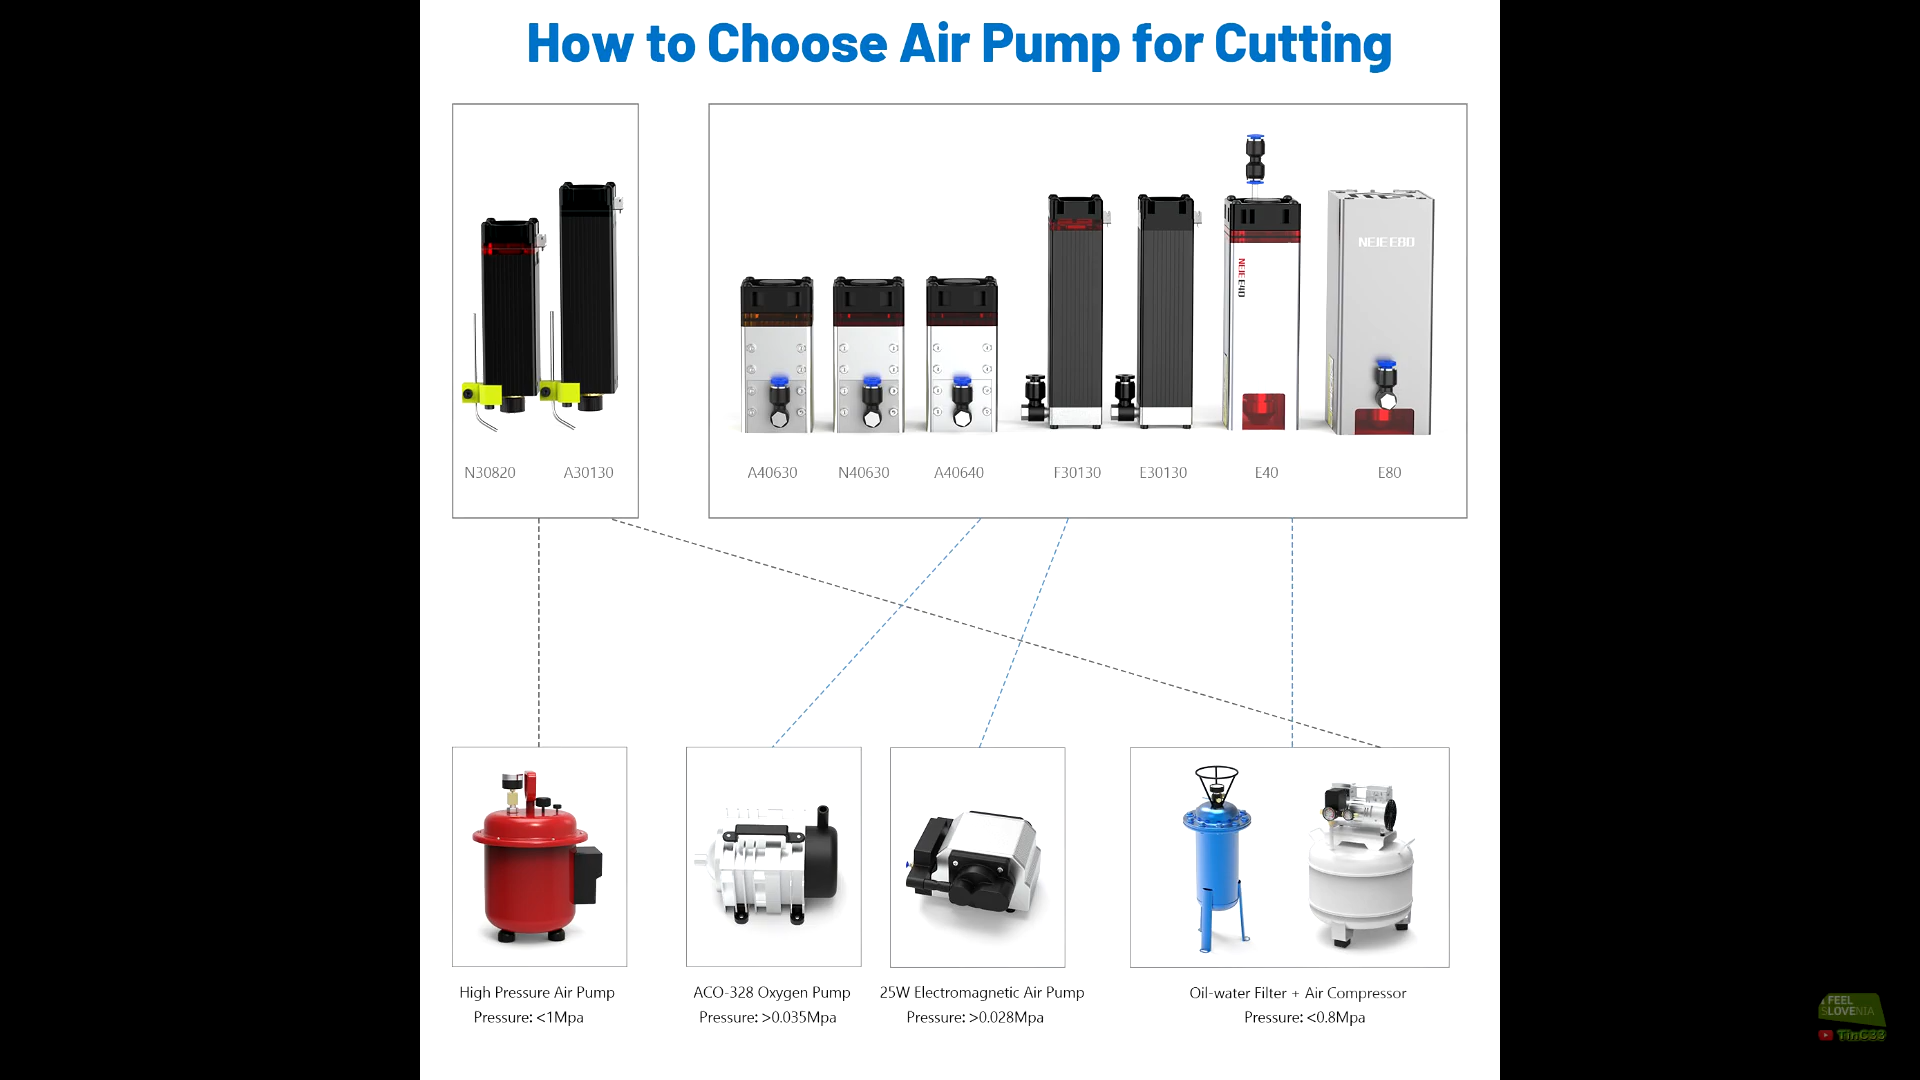 How to Choose Air Pump for Cutting
NEJE E40
NEJE E80
N30820
A30130
A40630
N40630
A40640
F30130
E30130
E40
E80
High Pressure Air Pump
Pressure: <1Mpa
ACO-328 Oxygen Pump
Pressure: >0.035Mpa
25W Electromagnetic Air Pump
Pressure: >0.028Mpa
Oil-water Filter + Air Compressor
Pressure: <0.8Mpa
I FEEL
SLOVENIA
TinG33